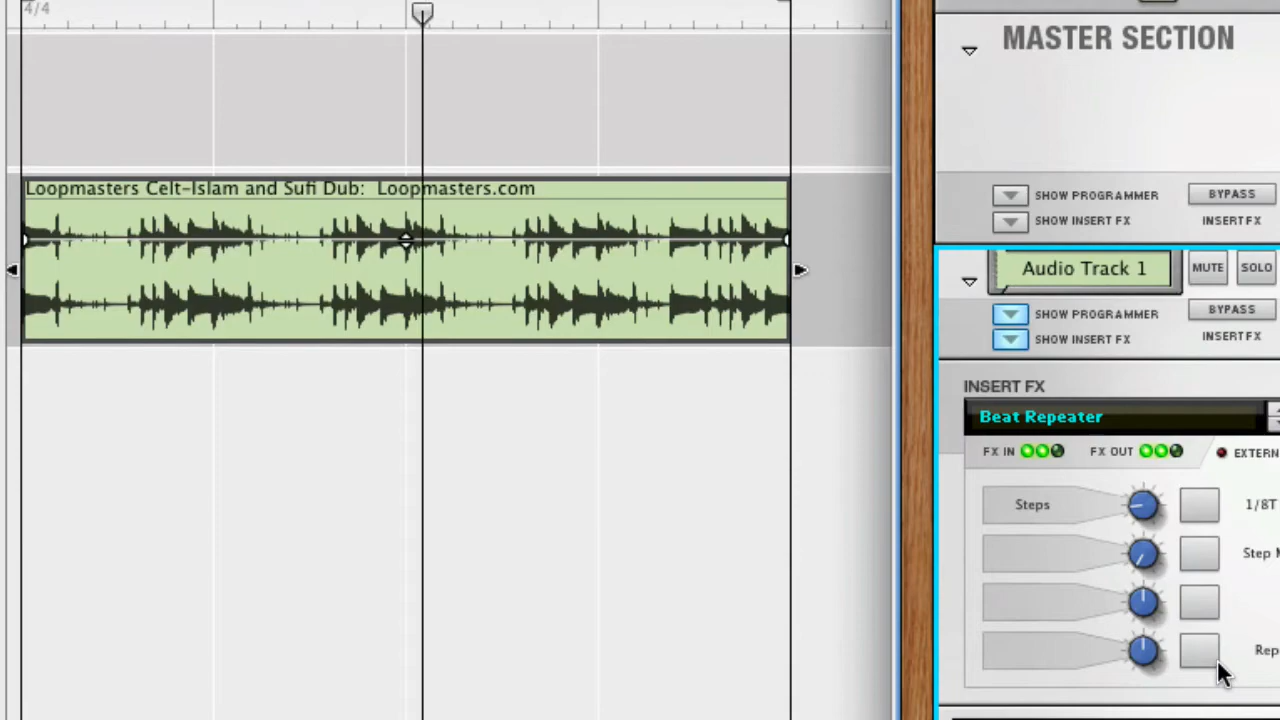 4/4
MASTER SECTION
Loopmasters Celt-Islam and Sufi Dub: Loopmasters.com
SHOW PROGRAMMER
BYPASS
SHOW INSERT FX
INSERT FX
Audio Track 1
MUTE
SOLO
SHOW PROGRAMMER
BYPASS
SHOW INSERT FX
INSERT FX
INSERT FX
Beat Repeater
FX IN
FX OUT
EXTERN
Steps
1/8T
Step
Rep